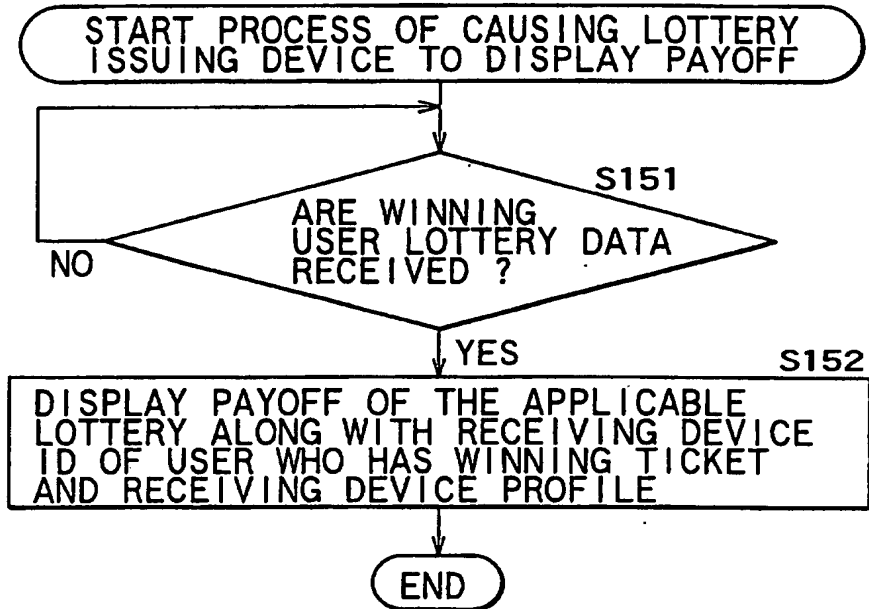 START PROCESS OF CAUSING LOTTERY
ISSUING DEVICE TO DISPLAY PAYOFF
S151
ARE WINNING
USER LOTTERY DATA
RECEIVED ?
NO
YES
S152
DISPLAY PAYOFF OF THE APPLICABLE
LOTTERY ALONG WITH RECEIVING DEVICE
ID OF USER WHO HAS WINNING TICKET
AND RECEIVING DEVICE PROFILE
END